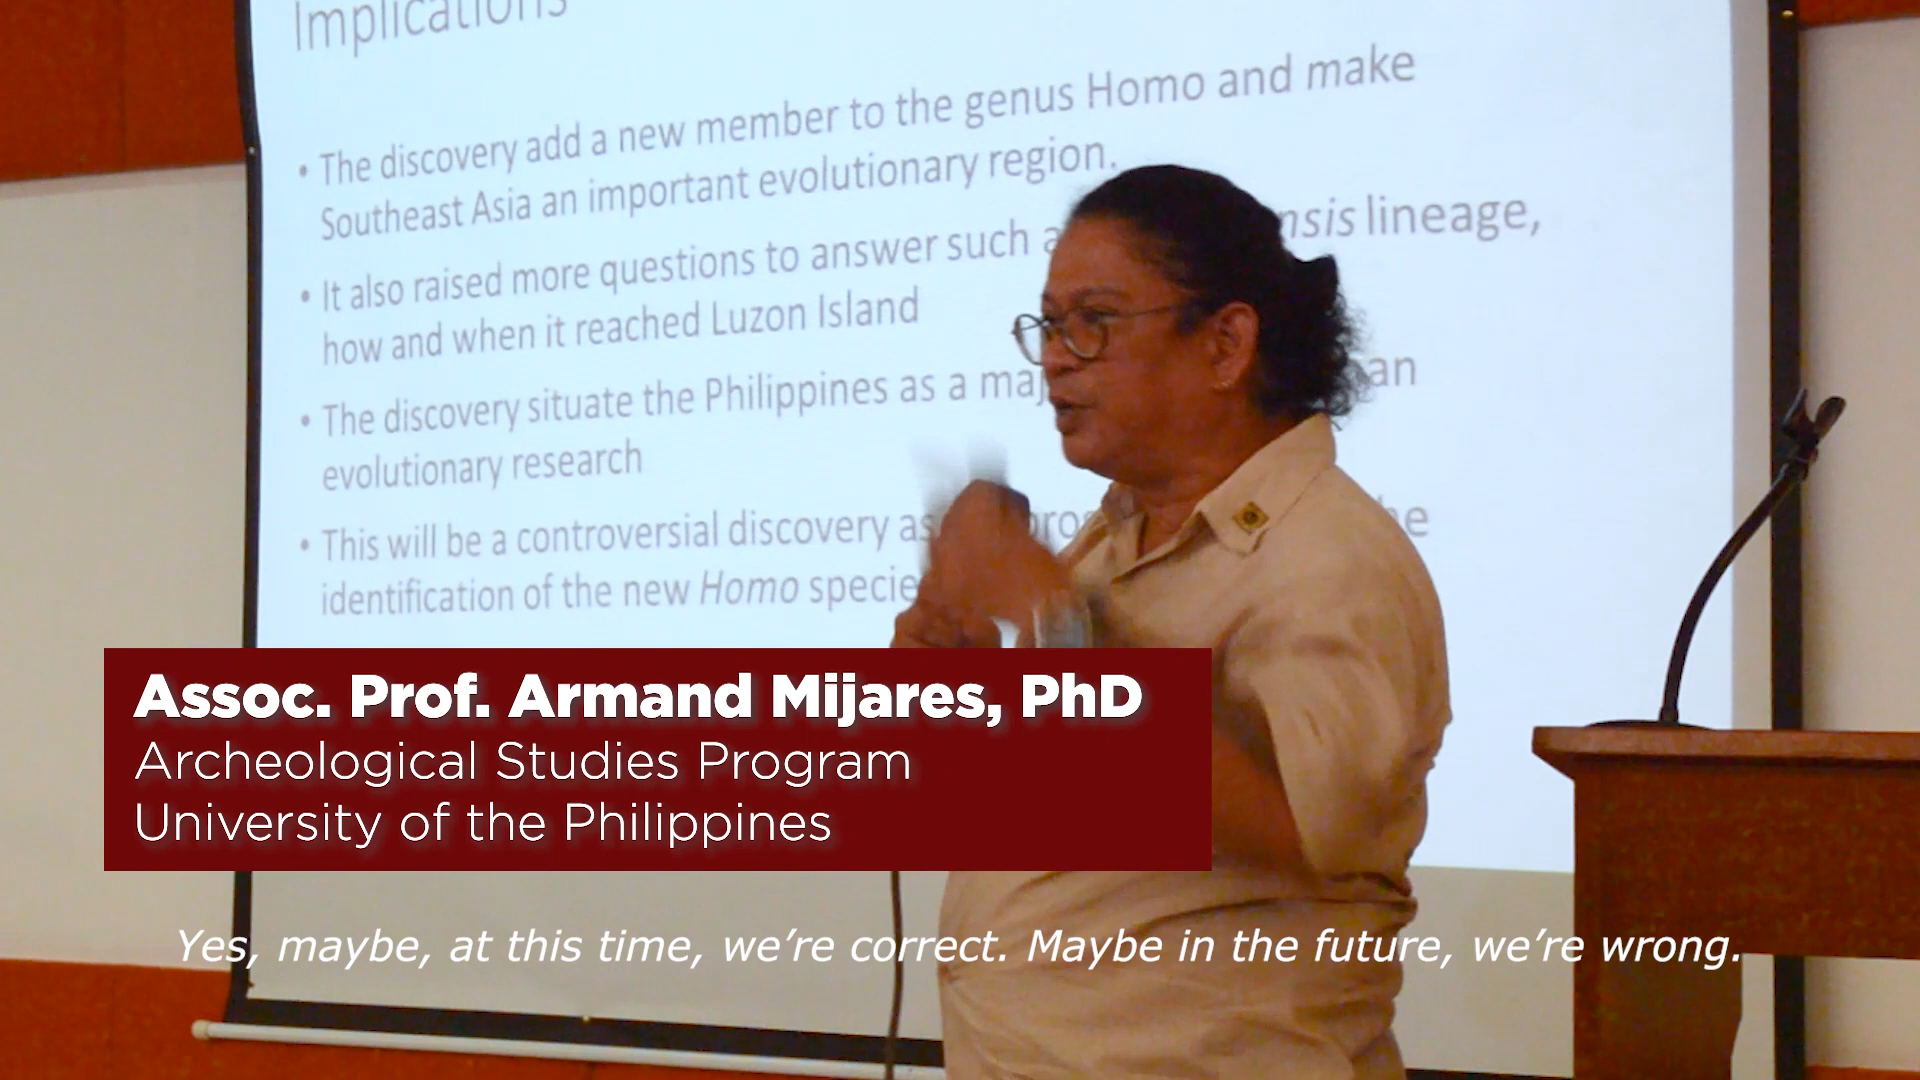 Implications
• The discovery add a new member to the genus Homo and make
Southeast Asia an important evolutionary region.
• It also raised more questions to answer such nsis lineage,
how and when it reached Luzon Island
• The discovery situate the Philippines as a maj an
evolutionary research
• This will be a controversial discovery as
identification of the new Homo specie
Assoc. Prof. Armand Mijares, PhD
Archeological Studies Program
University of the Philippines
Yes, maybe, at this time, we’re correct. Maybe in the future, we’re wrong.